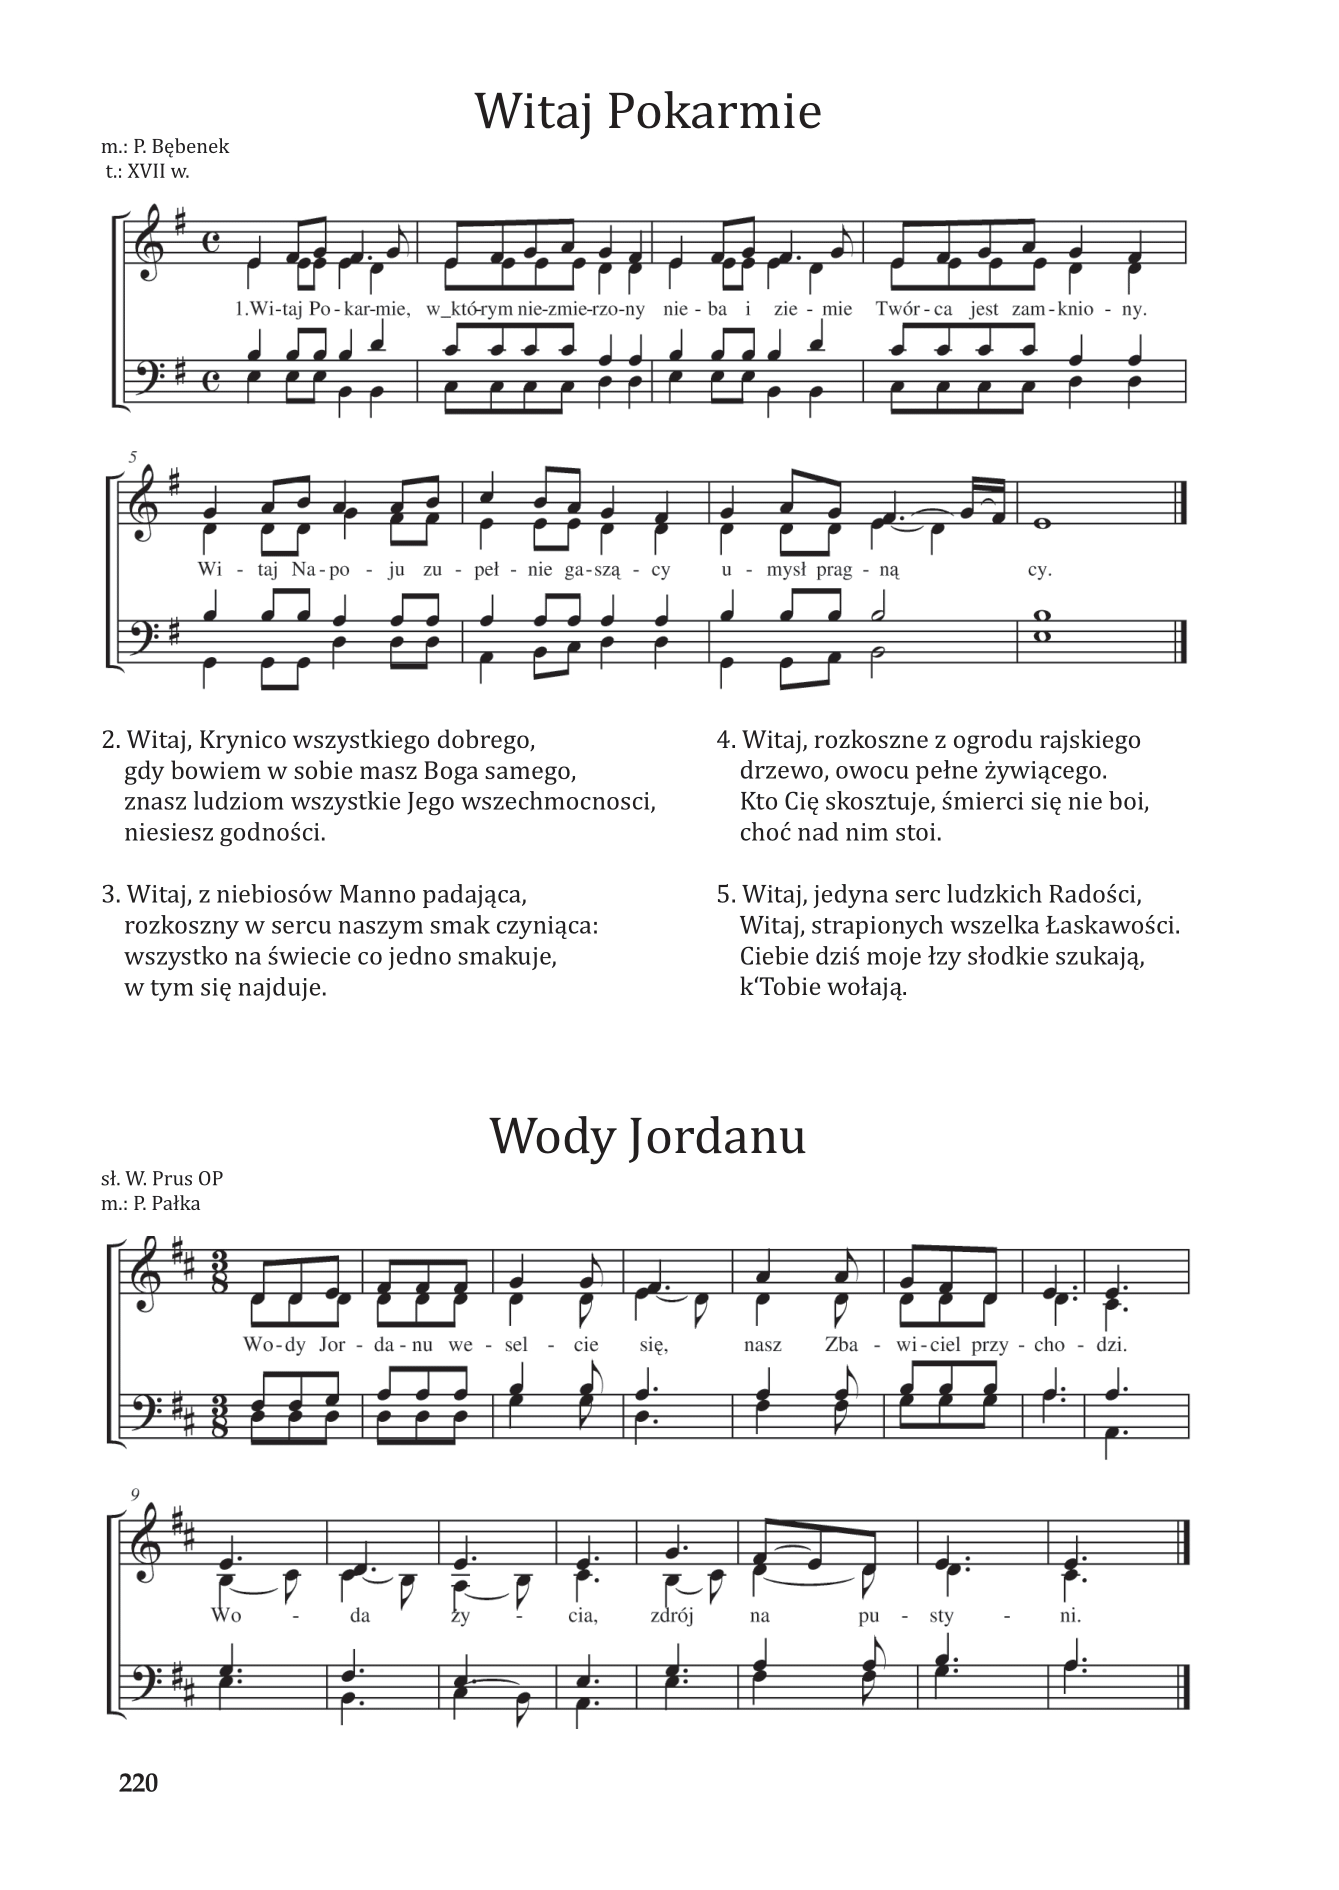 Witaj Pokarmie
m.: P. Bębenek
t.: XVII w.
1.Wi-taj Po-kar-mie, w_któ-rym nie-zmie-rzo-ny nie-ba i zie-mie Twór-ca jest zam-knio-ny.
5
Wi-taj Na-po-ju zu-peł-nie ga-szą-cy u-mysł prag-ną cy.
2. Witaj, Krynico wszystkiego dobrego,
gdy bowiem w sobie masz Boga samego,
znasz ludziom wszystkie Jego wszechmocnosci,
niesiesz godności.
3. Witaj, z niebiosów Manno padająca,
rozkoszny w sercu naszym smak czyniąca:
wszystko na świecie co jedno smakuje,
w tym się najduje.
4. Witaj, rozkoszne z ogrodu rajskiego
drzewo, owocu pełne żywiącego.
Kto Cię skosztuje, śmierci się nie boi,
choć nad nim stoi.
5. Witaj, jedyna serc ludzkich Radości,
Witaj, strapionych wszelka Łaskawości.
Ciebie dziś moje łzy słodkie szukają,
k‘Tobie wołają.
Wody Jordanu
sł. W. Prus OP
m.: P. Pałka
3
8
Wo-dy Jor-da-nu we-sel-cie się, nasz Zba-wi-ciel przy-cho-dzi.
3
8
9
Wo-da ży-cia, zdrój na pu-sty-ni.
220